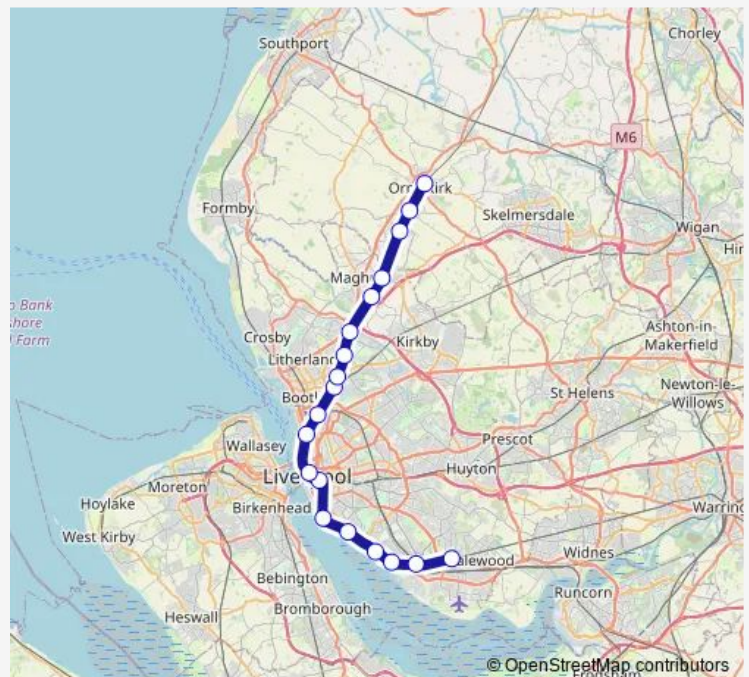 Southport
Chorley
M6
Formby
Skelmersdale
Wigan
Crosby
Kirkby
Ashton-in-
Makerfield
Litherland
St Helens
Newton-le-
Willows
Prescot
Wallasey
Huyton
Moreton
Hoylake
Birkenhead
West Kirby
Widnes
Bebington
Runcorn
Bromborough
Heswall
© OpenStreetMap contributors